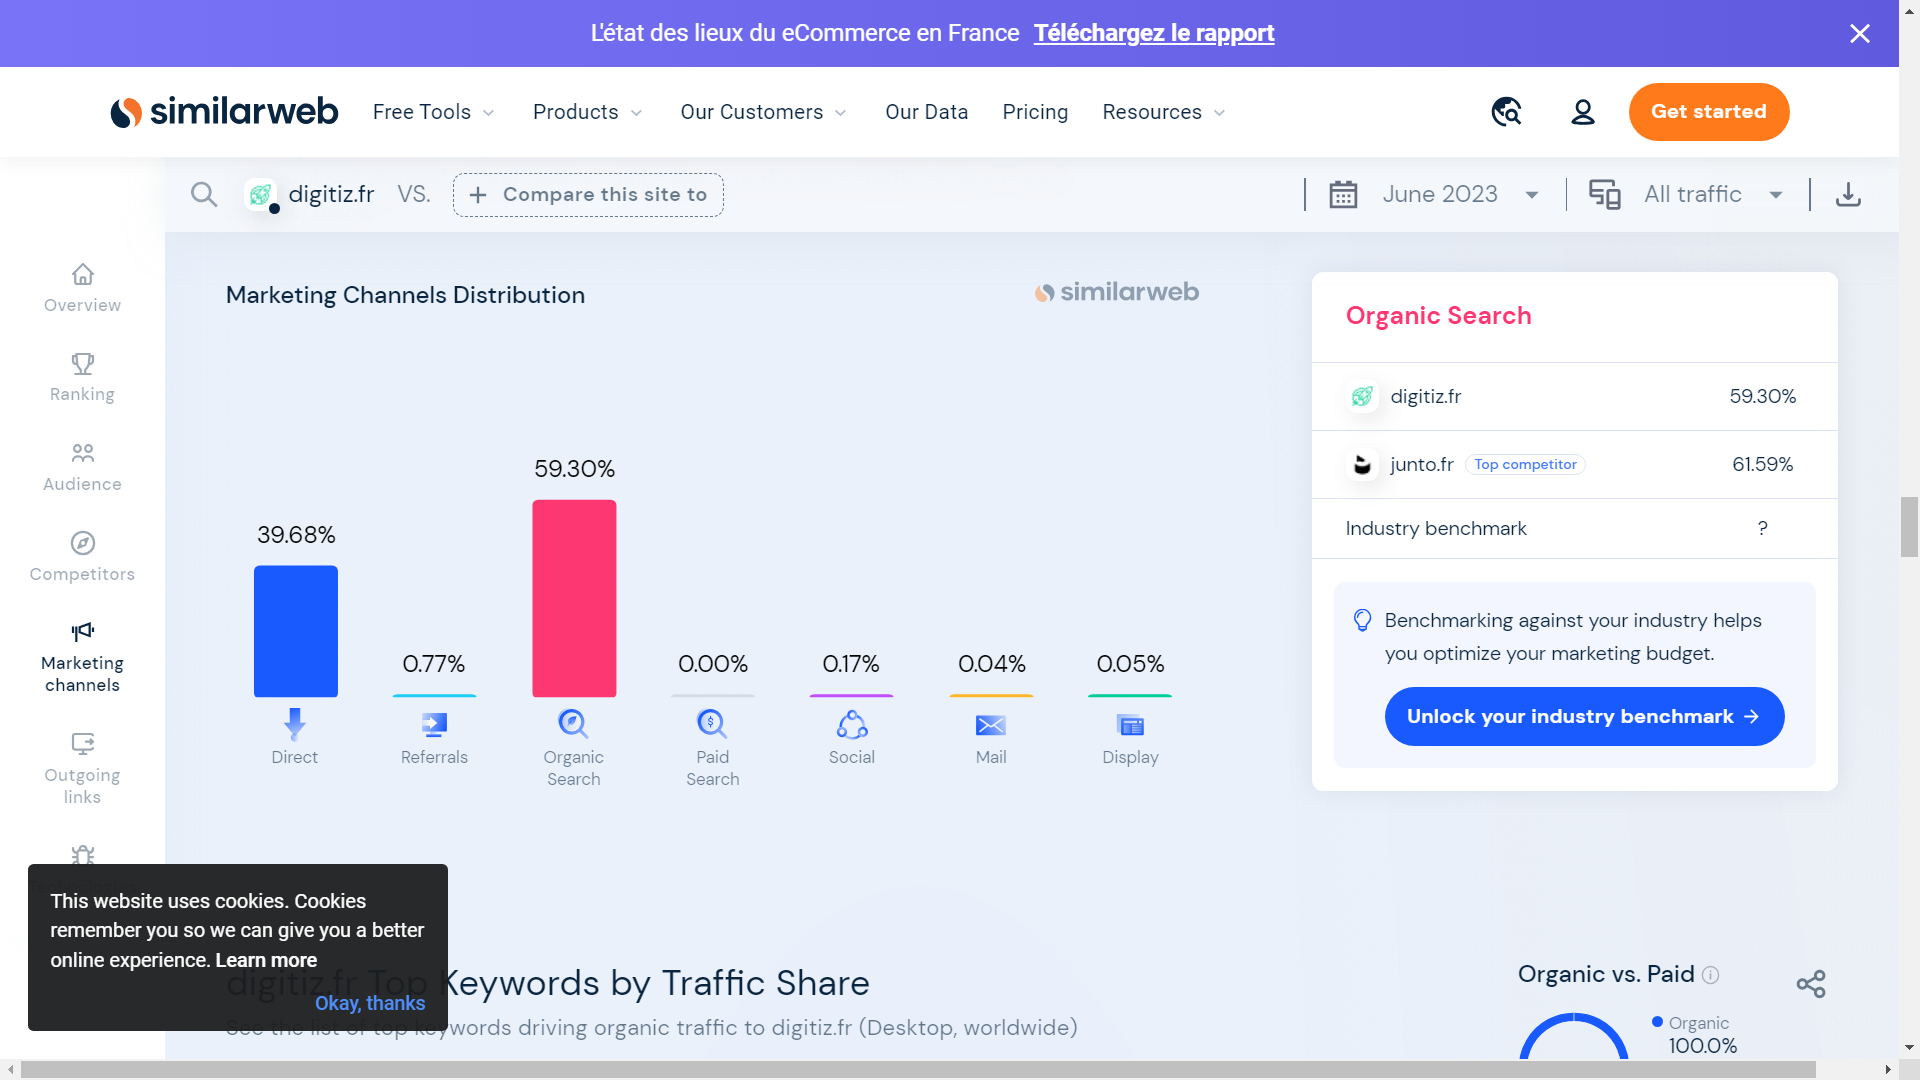 L'état des lieux du eCommerce en France Téléchargez le rapport
similarweb Free Tools Products Our Customers Our Data Pricing Resources Get started
digitiz.fr VS. + Compare this site to June 2023 All traffic
Overview
Ranking
Audience
Competitors
Marketing
channels
Outgoing
links
Marketing Channels Distribution
similarweb
39.68%
0.77%
59.30%
0.00%
0.17%
0.04%
0.05%
Direct
Referrals
Organic
Search
Paid
Search
Social
Mail
Display
Organic Search
digitiz.fr 59.30%
junto.fr Top competitor 61.59%
Industry benchmark ?
Benchmarking against your industry helps
you optimize your marketing budget.
Unlock your industry benchmark →
This website uses cookies. Cookies
remember you so we can give you a better
online experience. Learn more
Okay, thanks
digitiz.fr Top Keywords by Traffic Share
See the list of top keywords driving organic traffic to digitiz.fr (Desktop, worldwide)
Organic vs. Paid
Organic
100.0%